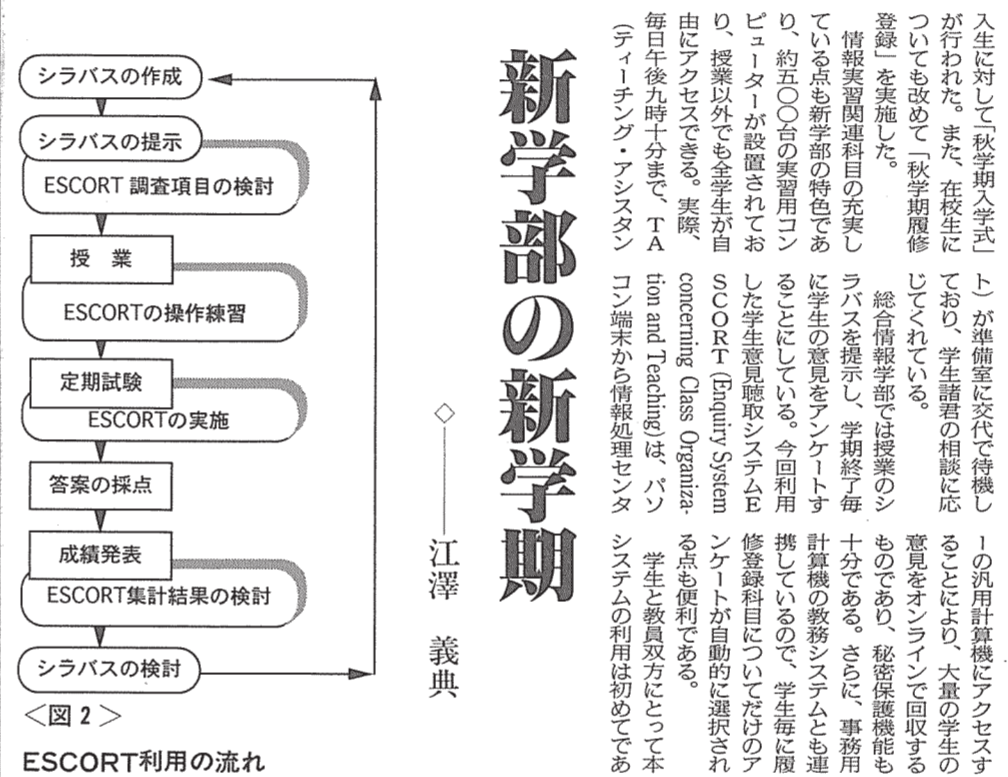 入生に対して「秋学期入学式」
が行われた。また、在校生に
ついても改めて「秋学期履修
登録」を実施した。
情報実習関連科目の充実し
ている点も新学部の特色であ
り、約五〇〇台の実習用コン
ピューターが設置されてお
り、授業以外でも全学生が自
由にアクセスできる。実際、
毎日午後九時十分まで、ＴＡ
（ティーチング・アシスタン
ト）が準備室に交代で待機し
ており、学生諸君の相談に応
じてくれている。
総合情報学部では授業のシ
ラバスを提示し、学期終了毎
に学生の意見をアンケートす
ることにしている。今回利用
した学生意見聴取システムＥ
ＳＣＯＲＴ (Enquiry System
concerning Class Organiza-
tion and Teaching)は、パソ
コン端末から情報処理センタ
ーの汎用計算機にアクセスす
ることにより、大量の学生の
意見をオンラインで回収する
ものであり、秘密保護機能も
十分である。さらに、事務用
計算機の教務システムとも連
携しているので、学生毎に履
修登録科目についてだけのア
ンケートが自動的に選択され
る点も便利である。
学生と教員双方にとって本
システムの利用は初めてであ
新学部の新学期
◇――江澤 義典
シラバスの作成
シラバスの提示
ESCORT 調査項目の検討
授 業
ESCORTの操作練習
定期試験
ESCORTの実施
答案の採点
成績発表
ESCORT集計結果の検討
シラバスの検討
＜図2＞
ESCORT利用の流れ